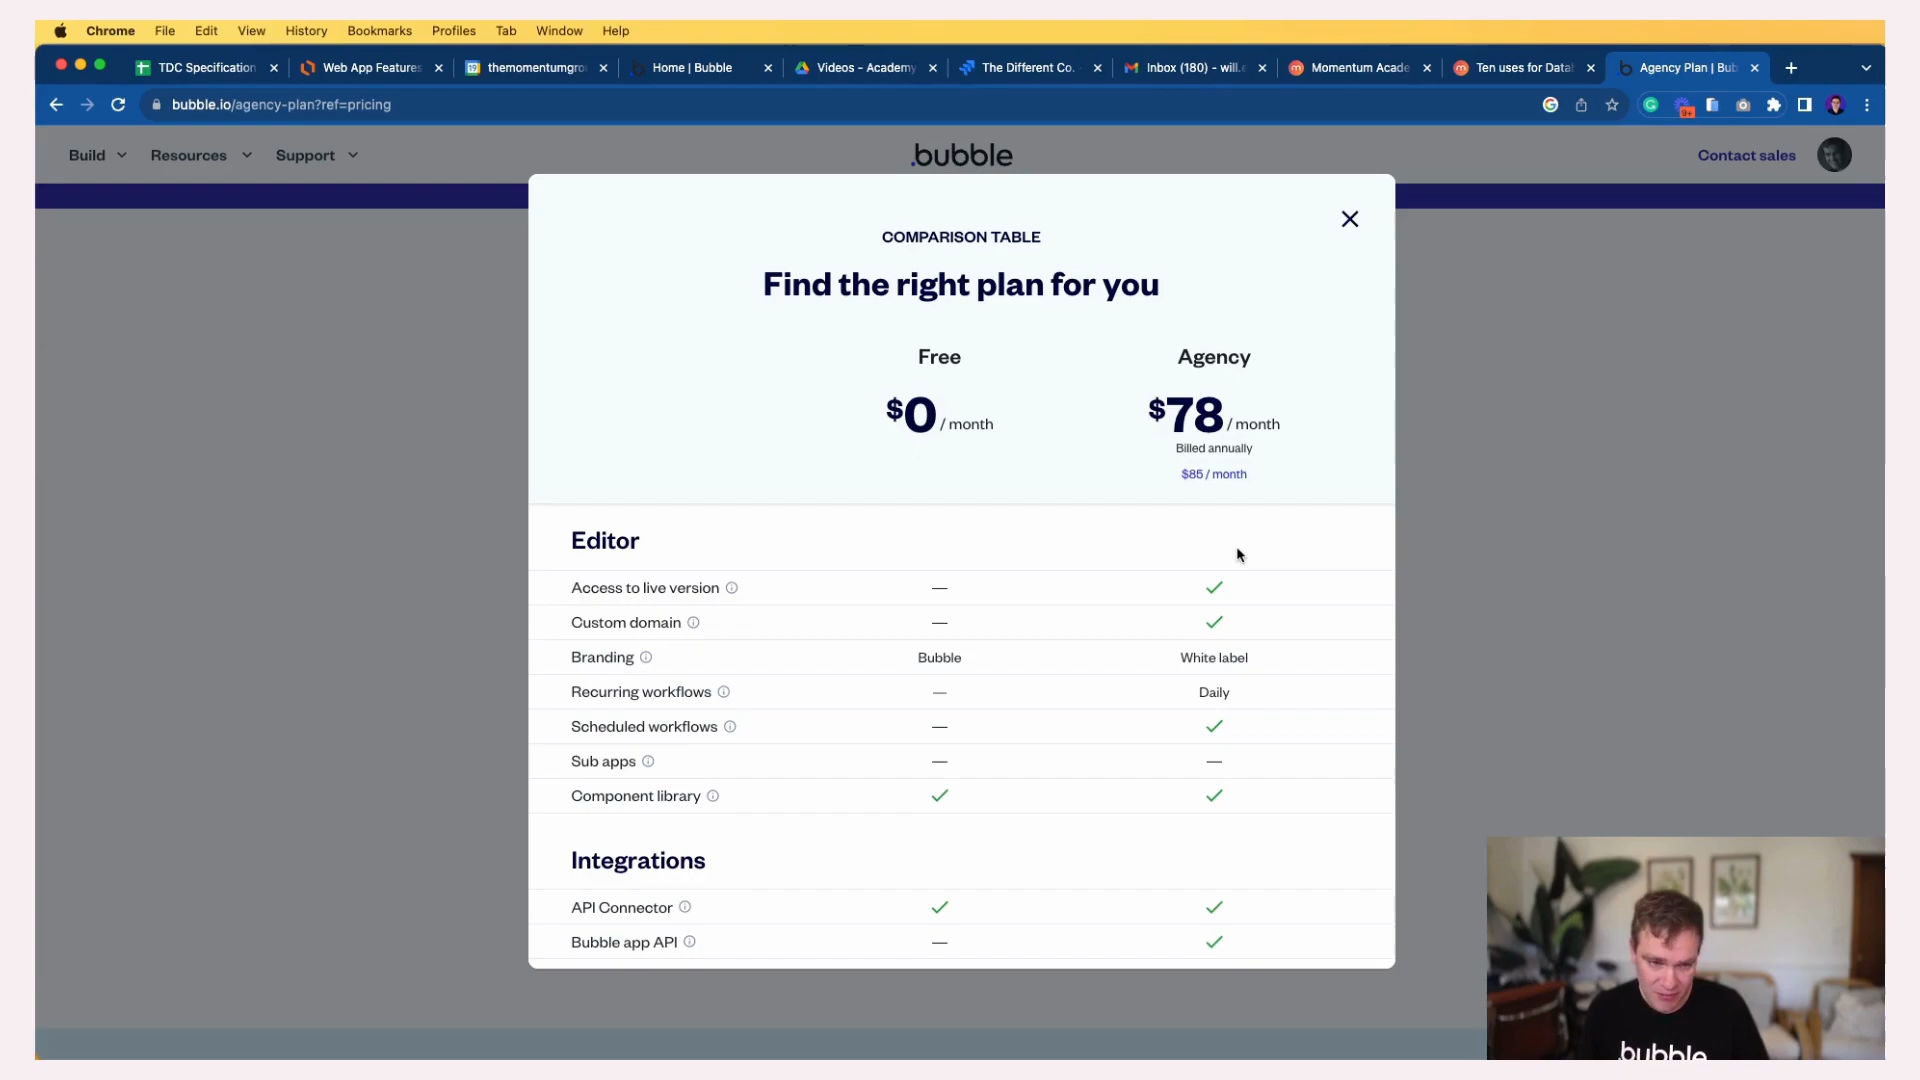 Chrome File Edit View History Bookmarks Profiles Tab Window Help
TDC Specification Web App Features themomentumgro Home | Bubble Videos - Academy The Different Co. - Inbox (180) - will.e Momentum Acade Ten uses for Data Agency Plan | Bub
bubble.io/agency-plan?ref=pricing
9+
Build Resources Support .bubble Contact sales
COMPARISON TABLE
Find the right plan for you
Free Agency
$0 / month $78 / month
Billed annually
$85 / month
Editor
Access to live version —
Custom domain —
Branding Bubble White label
Recurring workflows — Daily
Scheduled workflows —
Sub apps — —
Component library
Integrations
API Connector
Bubble app API —
.bubble